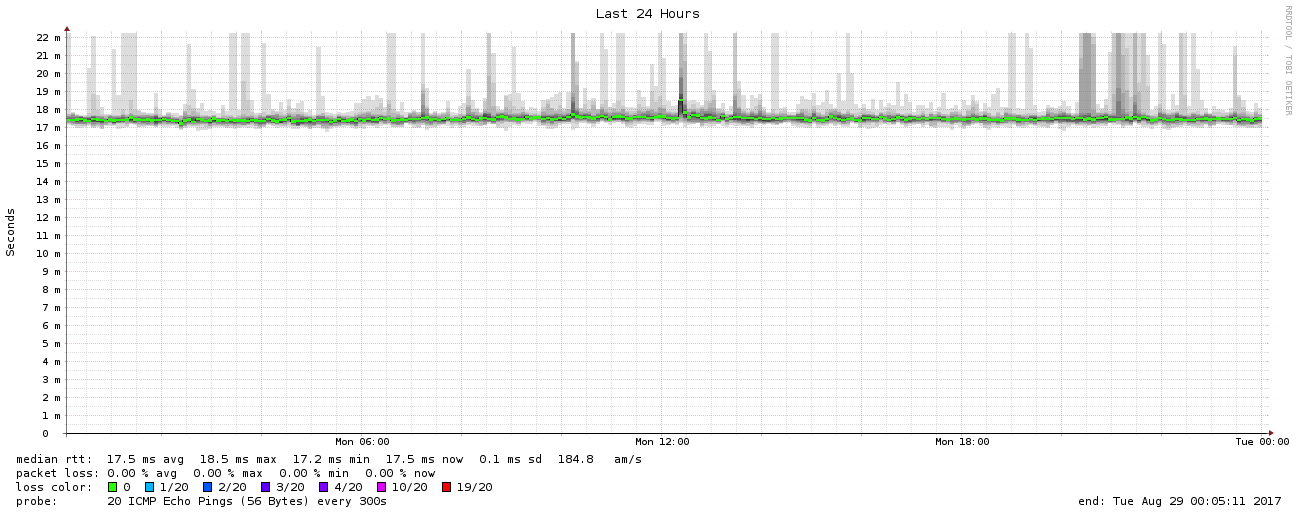 Last 24 Hours
RRDTOOL / TOBI OETIKER
Seconds
22 m
21 m
20 m
19 m
18 m
17 m
16 m
15 m
14 m
13 m
12 m
11 m
10 m
9 m
8 m
7 m
6 m
5 m
4 m
3 m
2 m
1 m
0
Mon 06:00 Mon 12:00 Mon 18:00 Tue 00:00
median rtt: 17.5 ms avg 18.5 ms max 17.2 ms min 17.5 ms now 0.1 ms sd 184.8 am/s
packet loss: 0.00 % avg 0.00 % max 0.00 % min 0.00 % now
loss color: 0 1/20 2/20 3/20 4/20 10/20 19/20
probe: 20 ICMP Echo Pings (56 Bytes) every 300s end: Tue Aug 29 00:05:11 2017